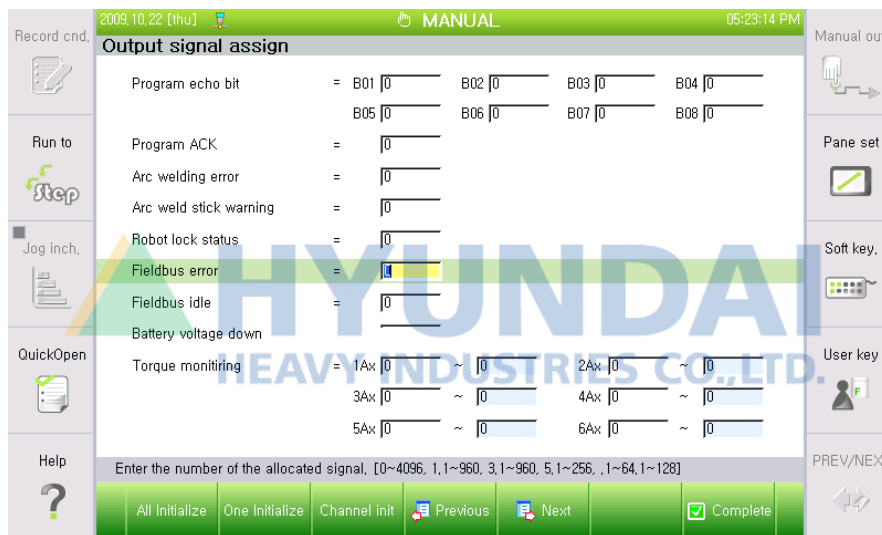 2009,10,22 [thu] MANUAL 05:23:14 PM
Output signal assign
Record cnd,
Run to
Step
Jog inch,
QuickOpen
Help
Program echo bit = B01 0 B02 0 B03 0 B04 0
B05 0 B06 0 B07 0 B08 0
Program ACK = 0
Arc welding error = 0
Arc weld stick warning = 0
Robot lock status = 0
Fieldbus error =
Fieldbus idle = 0
Battery voltage down
Torque monitiring = 1Ax 0 ~ 0 2Ax 0 ~ 0
3Ax 0 ~ 0 4Ax 0 ~ 0
5Ax 0 ~ 0 6Ax 0 ~ 0
HYUNDAI
HEAVY INDUSTRIES CO.,LTD.
Enter the number of the allocated signal, [0~4096, 1,1~960, 3,1~960, 5,1~256, ,1~64,1~128]
All Initialize One Initialize Channel init Previous Next Complete
Manual ou
Pane set
Soft key,
User key
F
PREV/NEX